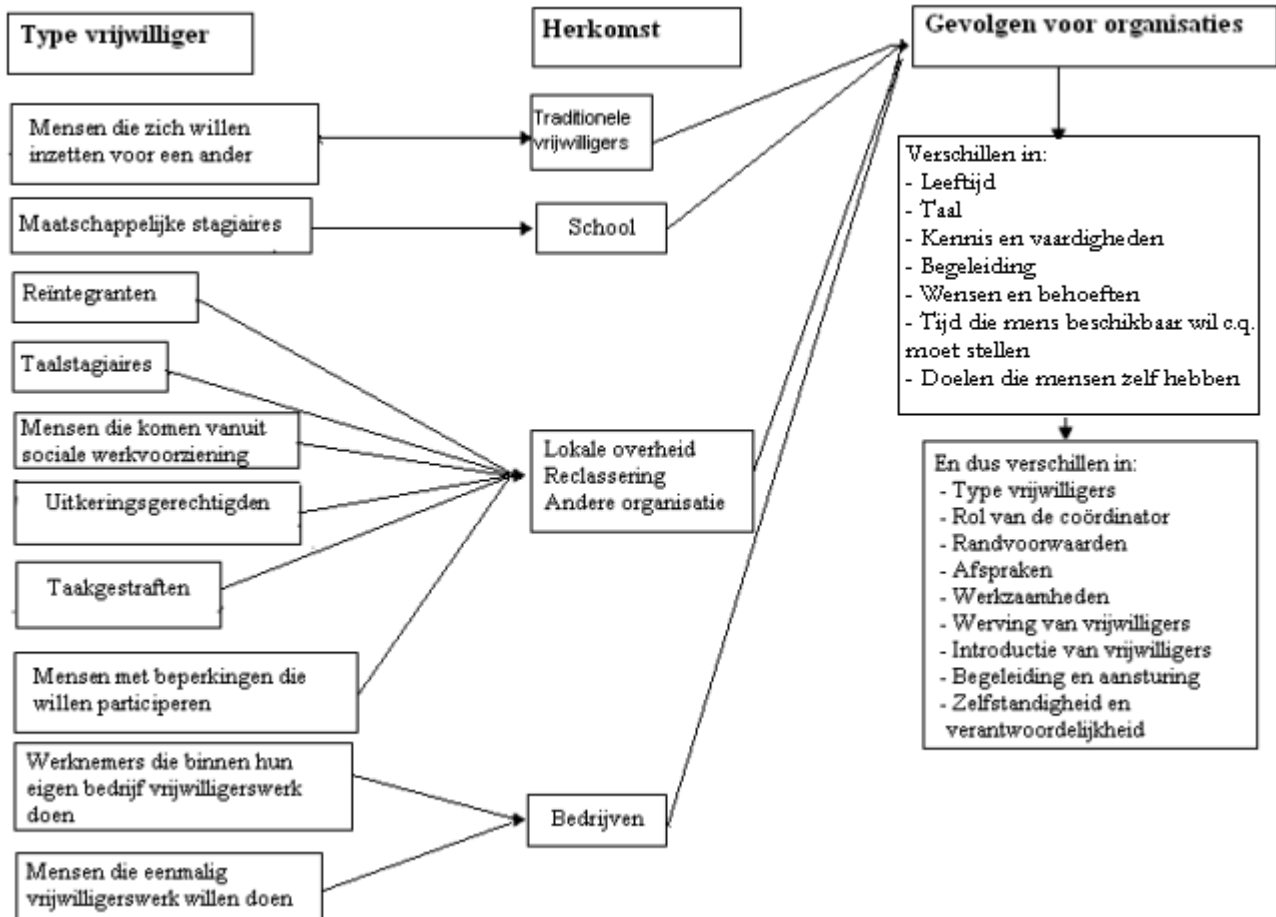 Type vrijwilliger
Herkomst
Gevolgen voor organisaties
Mensen die zich willen
inzetten voor een ander
Maatschappelijke stagiaires
Reïntegranten
Taalstagiaires
Mensen die komen vanuit
sociale werkvoorziening
Uitkeringsgerechtigden
Taakgestraften
Mensen met beperkingen die
willen participeren
Werknemers die binnen hun
eigen bedrijf vrijwilligerswerk
doen
Mensen die eenmalig
vrijwilligerswerk willen doen
Traditionele
vrijwilligers
School
Lokale overheid
Reclassering
Andere organisatie
Bedrijven
Verschillen in:
- Leeftijd
- Taal
- Kennis en vaardigheden
- Begeleiding
- Wensen en behoeften
- Tijd die mens beschikbaar wil c.q.
moet stellen
- Doelen die mensen zelf hebben
En dus verschillen in:
- Type vrijwilligers
- Rol van de coördinator
- Randvoorwaarden
- Afspraken
- Werkzaamheden
- Werving van vrijwilligers
- Introductie van vrijwilligers
- Begeleiding en aansturing
- Zelfstandigheid en
verantwoordelijkheid